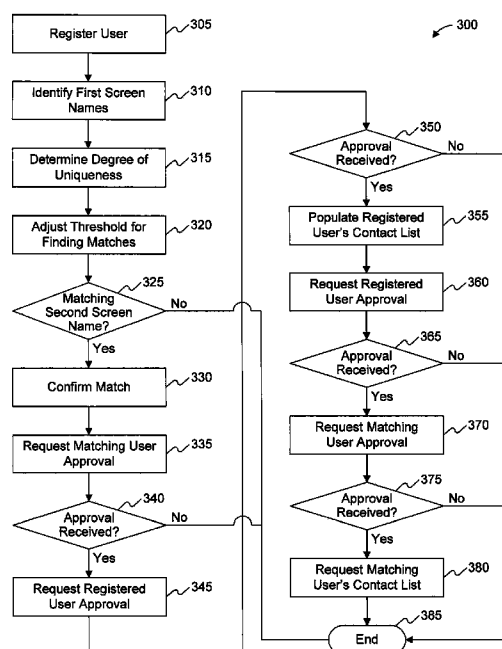 300
Register User
305
Identify First Screen
Names
310
Determine Degree of
Uniqueness
315
Adjust Threshold for
Finding Matches
320
325
Matching
Second Screen
Name?
No
Yes
Confirm Match
330
Request Matching User
Approval
335
340
Approval
Received?
No
Yes
Request Registered
User Approval
345
350
Approval
Received?
No
Yes
Populate Registered
User's Contact List
355
Request Registered
User Approval
360
365
Approval
Received?
Yes
Request Matching
User Approval
370
375
Approval
Received?
Yes
Request Matching
User's Contact List
380
385
End